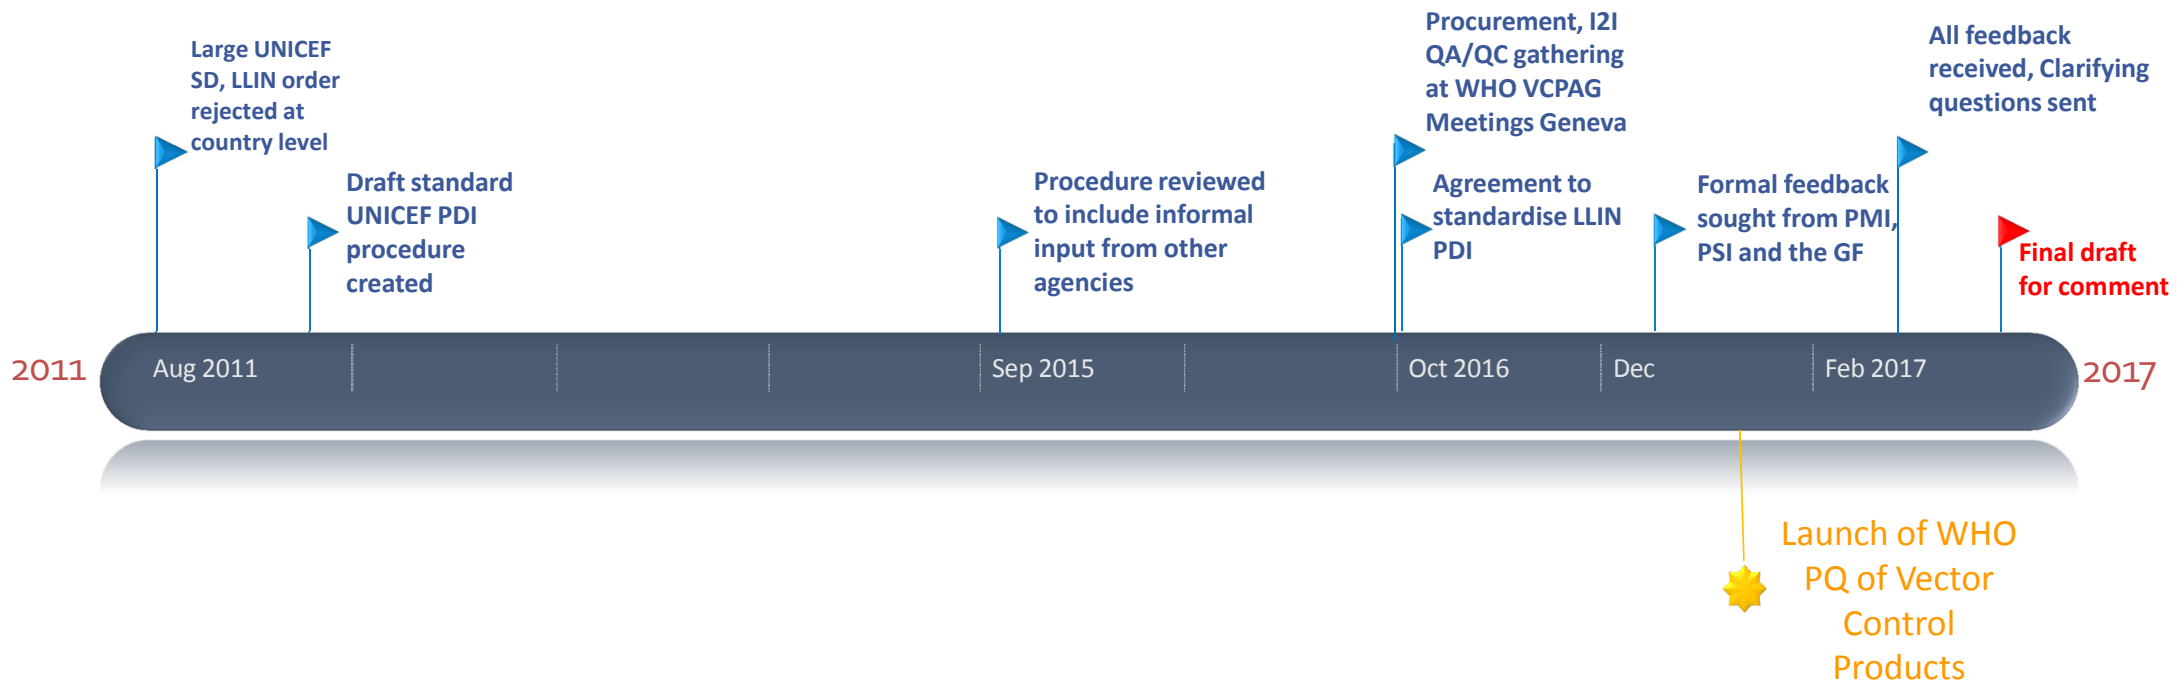 Large UNICEF
SD, LLIN order
rejected at
country level
Draft standard
UNICEF PDI
procedure
created
Procedure reviewed
to include informal
input from other
agencies
Procurement, I2I
QA/QC gathering
at WHO VCPAG
Meetings Geneva
Agreement to
standardise LLIN
PDI
Formal feedback
sought from PMI,
PSI and the GF
All feedback
received, Clarifying
questions sent
Final draft
for comment
2011
Aug 2011
Sep 2015
Oct 2016
Dec
Feb 2017
2017
Launch of WHO
PQ of Vector
Control
Products